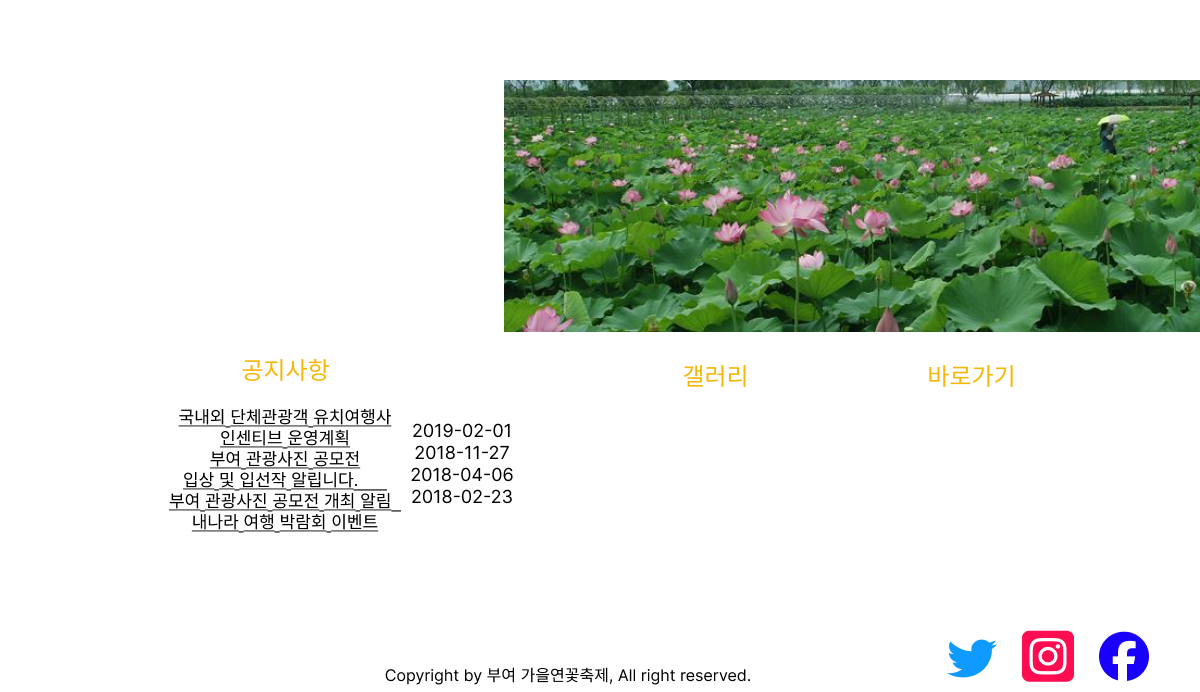 공지사항
갤러리
바로가기
국내외 단체관광객 유치여행사
인센티브 운영계획
부여 관광사진 공모전
입상 및 입선작 알립니다.
부여 관광사진 공모전 개최 알림
내나라 여행 박람회 이벤트
2019-02-01
2018-11-27
2018-04-06
2018-02-23
Copyright by 부여 가을연꽃축제, All right reserved.